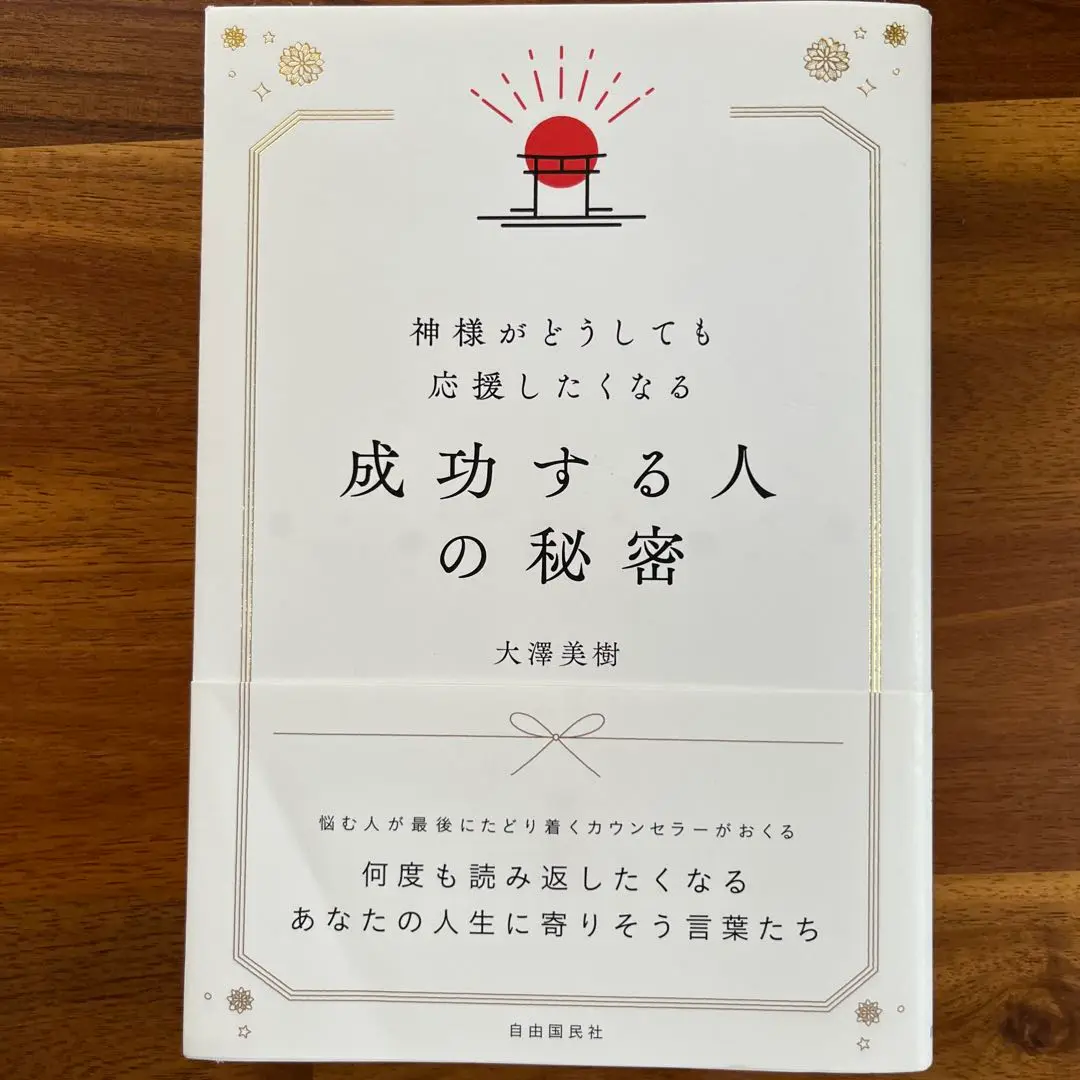 神様がどうしても
応援したくなる
成功する人
の秘密
大澤美樹
悩む人が最後にたどり着くカウンセラーがおくる
何度も読み返したくなる
あなたの人生に寄りそう言葉たち
自由国民社